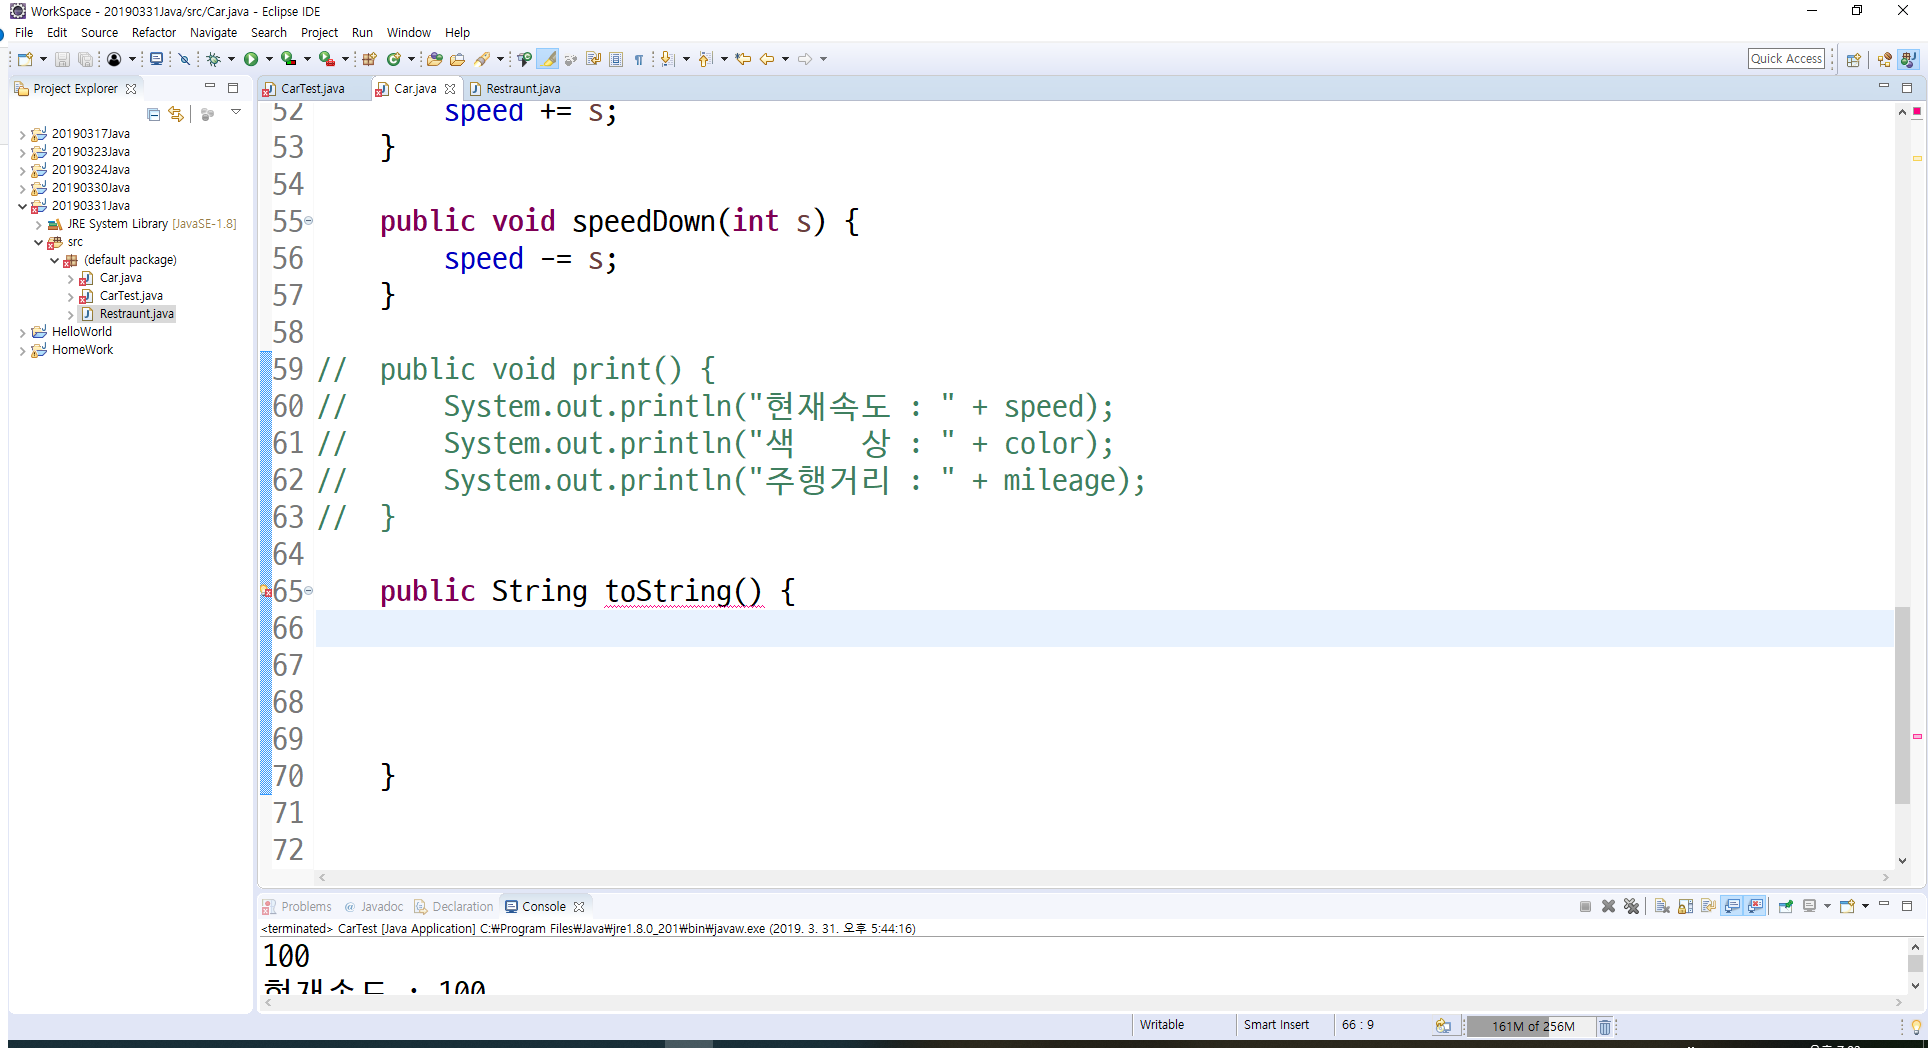 WorkSpace - 20190331Java/src/Car.java - Eclipse IDE
File Edit Source Refactor Navigate Search Project Run Window Help
Quick Access
Project Explorer
CarTest.java Car.java Restraunt.java
20190317Java
20190323Java
20190324Java
20190330Java
20190331Java
JRE System Library [JavaSE-1.8]
src
(default package)
Car.java
CarTest.java
Restraunt.java
HelloWorld
HomeWork
52 speed += s;
53 }
54
55 public void speedDown(int s) {
56 speed -= s;
57 }
58
59 // public void print() {
60 // System.out.println("현재속도 : " + speed);
61 // System.out.println("색    상 : " + color);
62 // System.out.println("주행거리 : " + mileage);
63 // }
64
65 public String toString() {
66
67
68
69
70 }
71
72
Problems @ Javadoc Declaration Console
<terminated> CarTest [Java Application] C:₩Program Files₩Java₩jre1.8.0_201₩bin₩javaw.exe (2019. 3. 31. 오후 5:44:16)
100
현재속도 : 100
Writable Smart Insert 66 : 9 161M of 256M